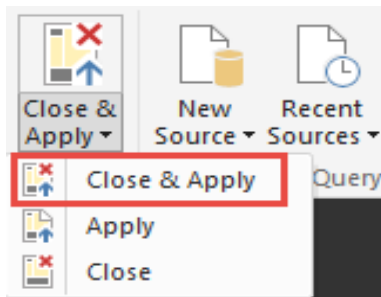 Close & New Recent
Apply Source Sources
Close & Apply Query
Apply
Close